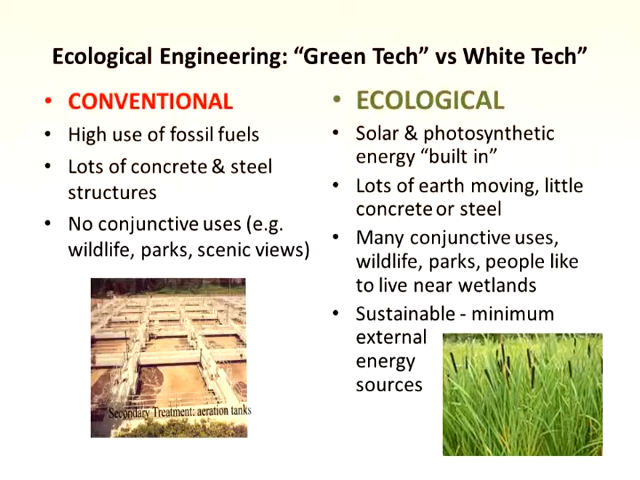 Ecological Engineering: “Green Tech” vs White Tech”
• CONVENTIONAL
• High use of fossil fuels
• Lots of concrete & steel
structures
• No conjunctive uses (e.g.
wildlife, parks, scenic views)
Secondary Treatment: aeration tanks
• ECOLOGICAL
• Solar & photosynthetic
energy “built in”
• Lots of earth moving, little
concrete or steel
• Many conjunctive uses,
wildlife, parks, people like
to live near wetlands
• Sustainable - minimum
external
energy
sources